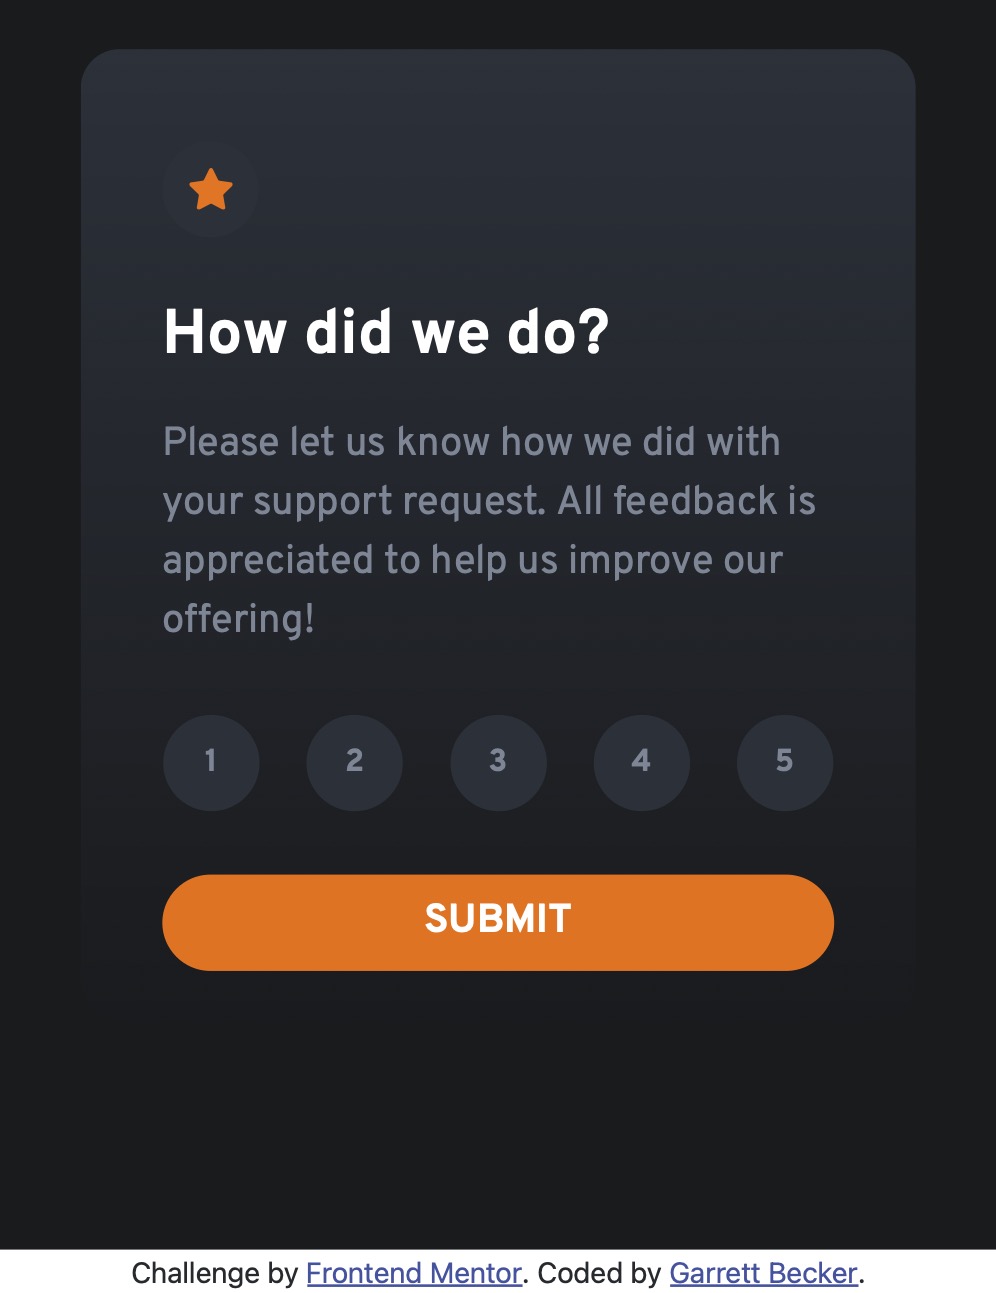 How did we do?
Please let us know how we did with
your support request. All feedback is
appreciated to help us improve our
offering!
1 2 3 4 5
SUBMIT
Challenge by Frontend Mentor. Coded by Garrett Becker.